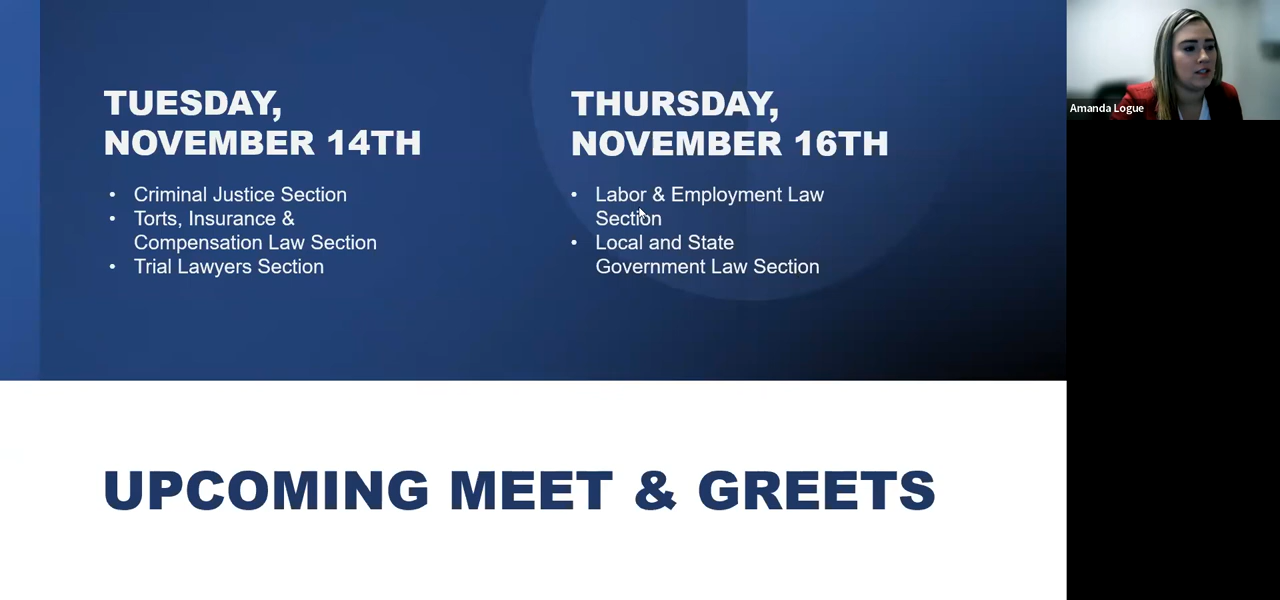 TUESDAY,
NOVEMBER 14TH
• Criminal Justice Section
• Torts, Insurance &
Compensation Law Section
• Trial Lawyers Section
THURSDAY,
NOVEMBER 16TH
• Labor & Employment Law
Section
• Local and State
Government Law Section
UPCOMING MEET & GREETS
Amanda Logue